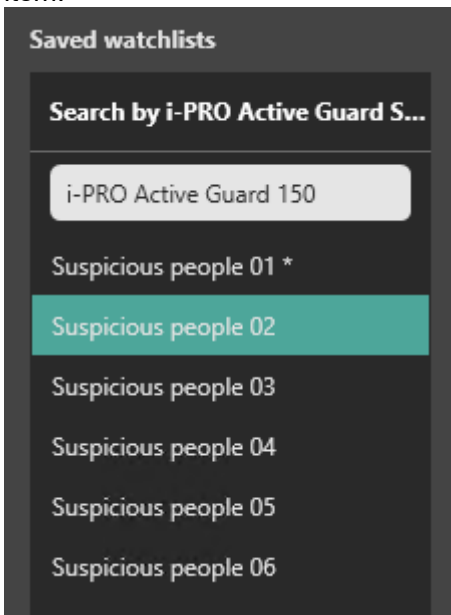 Saved watchlists
Search by i-PRO Active Guard S...
i-PRO Active Guard 150
Suspicious people 01 *
Suspicious people 02
Suspicious people 03
Suspicious people 04
Suspicious people 05
Suspicious people 06